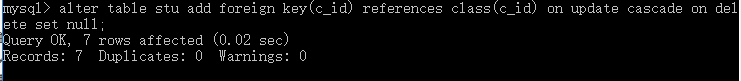 mysql> alter table stu add foreign key(c_id) references class(c_id) on update cascade on del
ete set null;
Query OK, 7 rows affected (0.02 sec)
Records: 7  Duplicates: 0  Warnings: 0